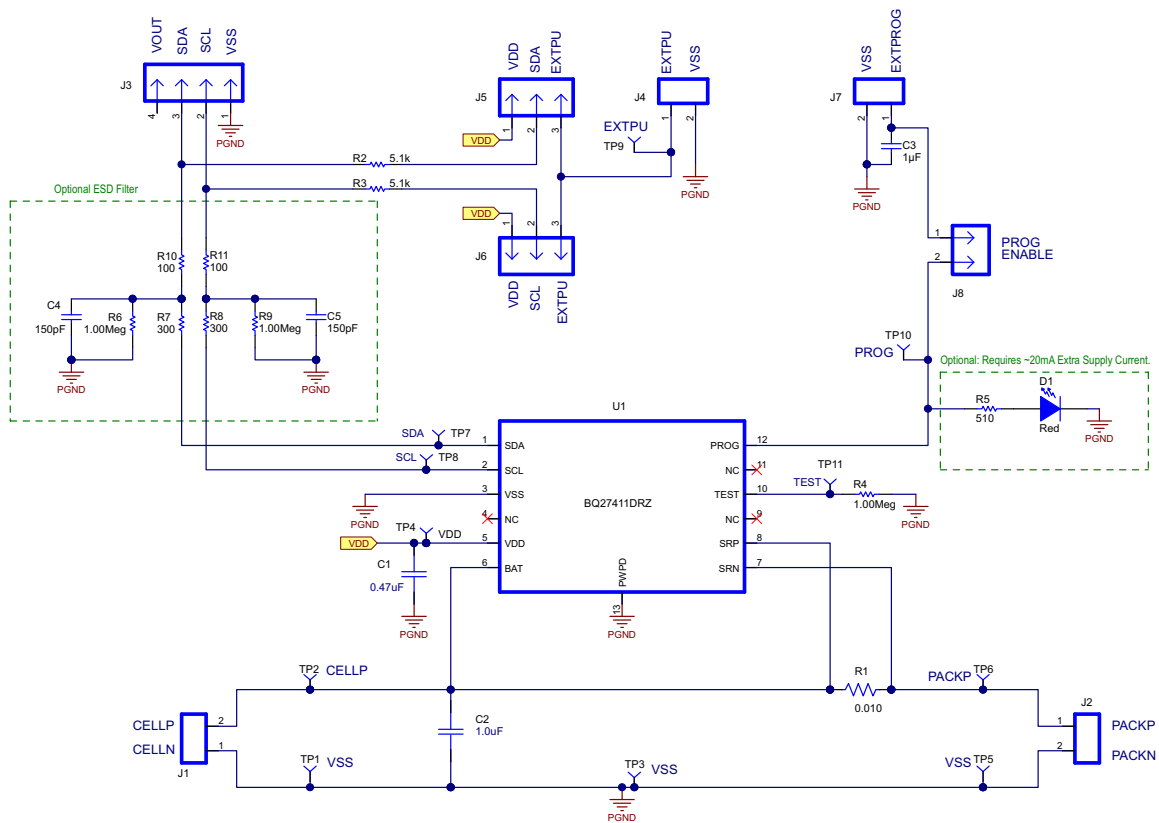 VOUT
SDA
SCL
VSS
J3
4
3
2
1
PGND
VDD
SDA
EXTPU
J5
1
2
3
VDD
EXTPU
VSS
J4
1
2
EXTPU
TP9
PGND
VSS
EXTPROG
J7
2
1
C3
1µF
PGND
R2
5.1k
R3
5.1k
VDD
1
2
3
J6
VDD
SCL
EXTPU
1
2
PROG
ENABLE
J8
Optional ESD Filter
R10
100
R11
100
C4
150pF
R6
1.00Meg
R7
300
R8
300
R9
1.00Meg
C5
150pF
PGND
PGND
TP10
PROG
Optional: Requires ~20mA Extra Supply Current.
R5
510
D1
Red
PGND
U1
BQ27411DRZ
SDA
TP7
SCL
TP8
1
SDA
2
SCL
3
VSS
4
NC
5
VDD
6
BAT
PROG
12
NC
11
TEST
10
NC
9
SRP
8
SRN
7
PWPD
13
PGND
PGND
VDD
TP4
VDD
C1
0.47uF
PGND
TP11
TEST
R4
1.00Meg
PGND
TP2
CELLP
R1
0.010
PACKP
TP6
CELLP
CELLN
2
1
J1
C2
1.0uF
J2
1
2
PACKP
PACKN
TP1
VSS
TP3
VSS
VSS
TP5
PGND